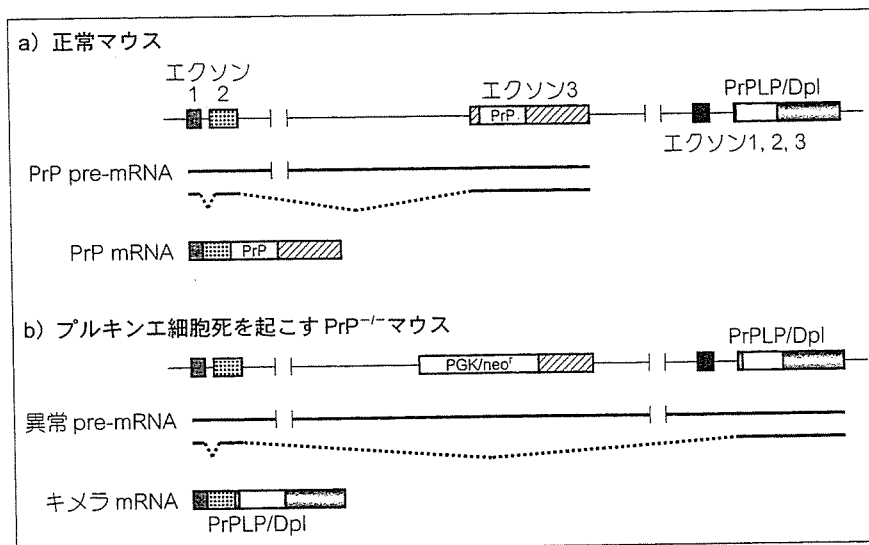 a）正常マウス
エクソン
1 2
エクソン3
PrPLP/Dpl
PrP
エクソン1, 2, 3
PrP pre-mRNA
PrP mRNA
PrP
b）プルキンエ細胞死を起こす PrP⁻/⁻マウス
PrPLP/Dpl
PGK/neoʳ
異常 pre-mRNA
キメラ mRNA
PrPLP/Dpl